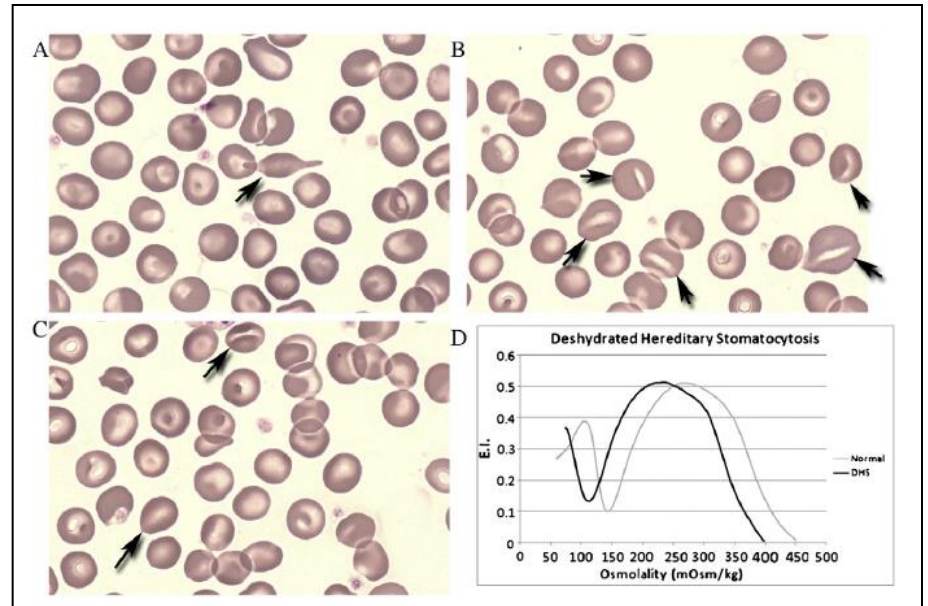 A
B
C
D
Deshydrated Hereditary Stomatocytosis
0.6
0.5
0.4
0.3
0.2
0.1
0
E.I.
0 50 100 150 200 250 300 350 400 450 500
Osmolality (mOsm/kg)
Normal
DHS